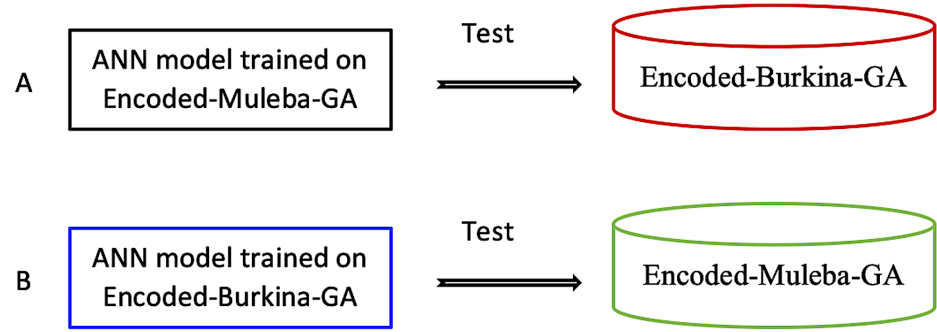 Test
A
ANN model trained on
Encoded-Muleba-GA
Encoded-Burkina-GA
Test
B
ANN model trained on
Encoded-Burkina-GA
Encoded-Muleba-GA